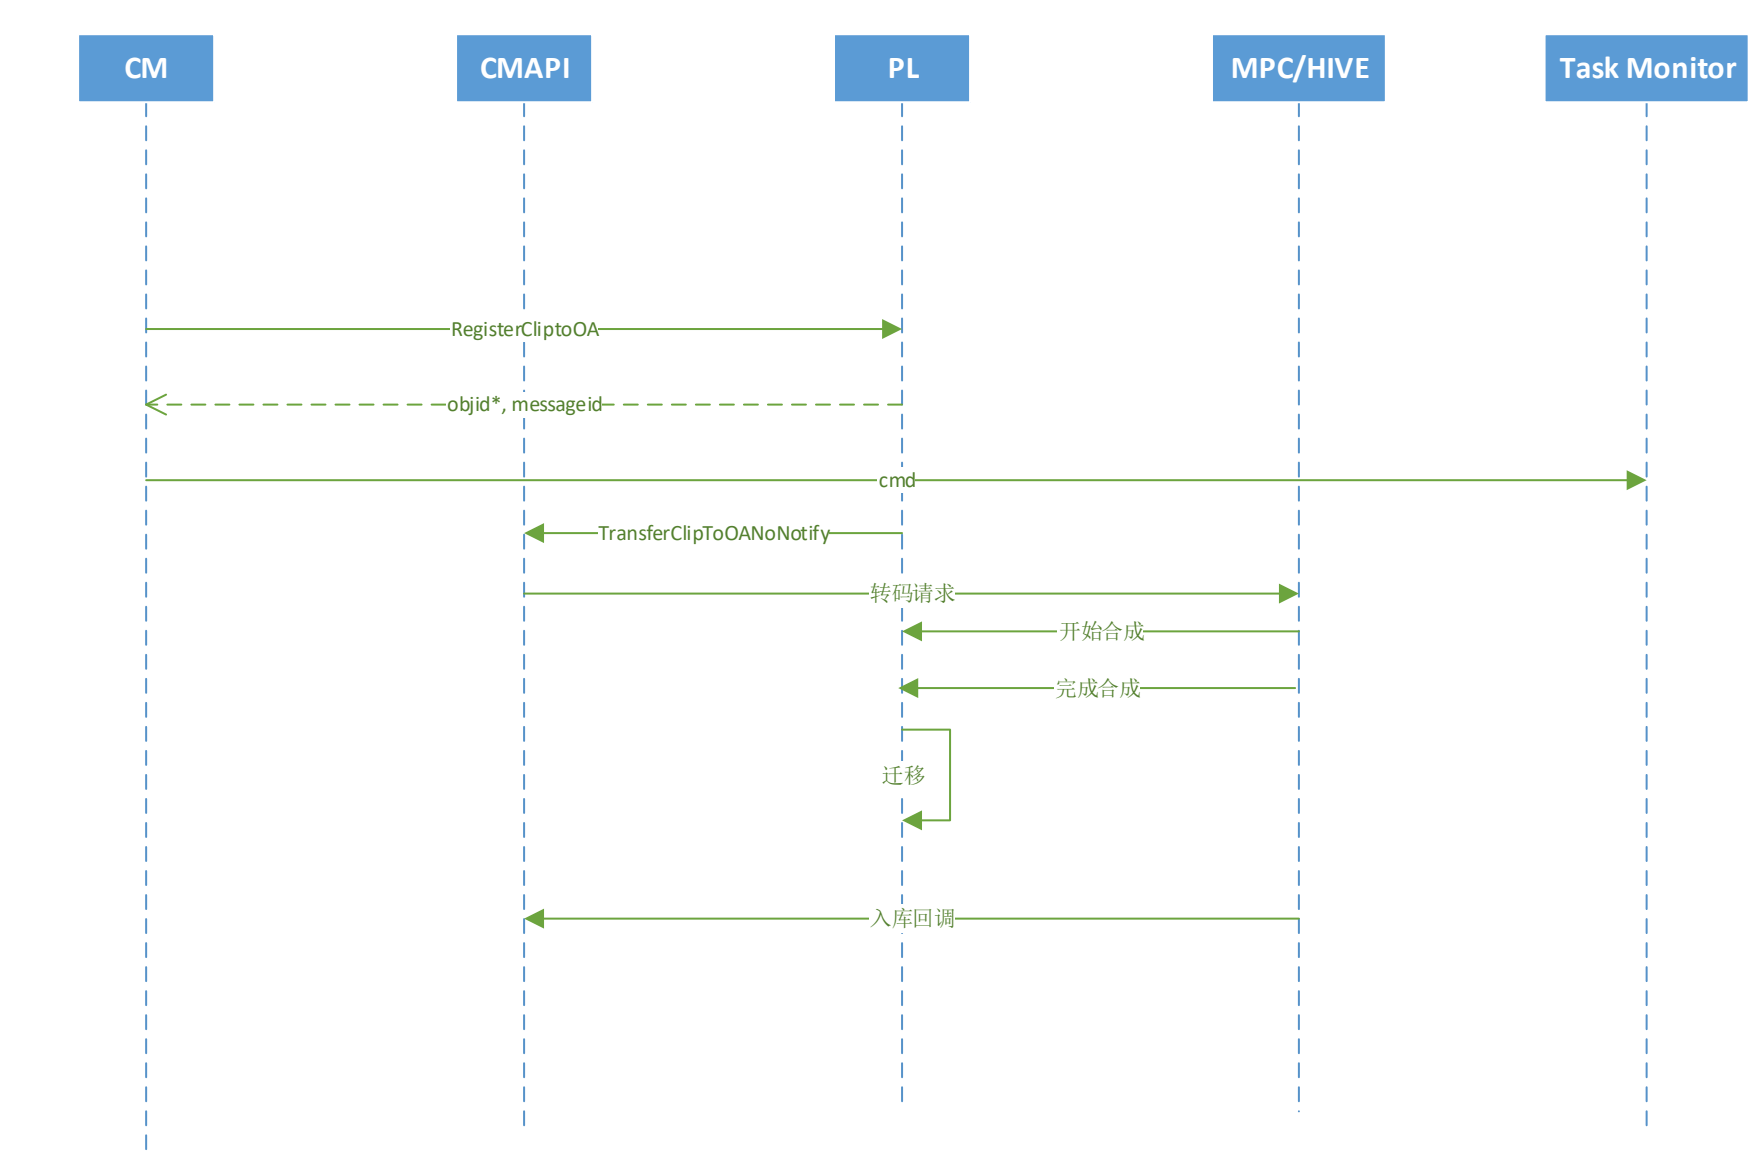 CM
CMAPI
PL
MPC/HIVE
Task Monitor
RegisterCliptoOA
objid*, messageid
cmd
TransferClipToOANoNotify
转码请求
开始合成
完成合成
迁移
入库回调